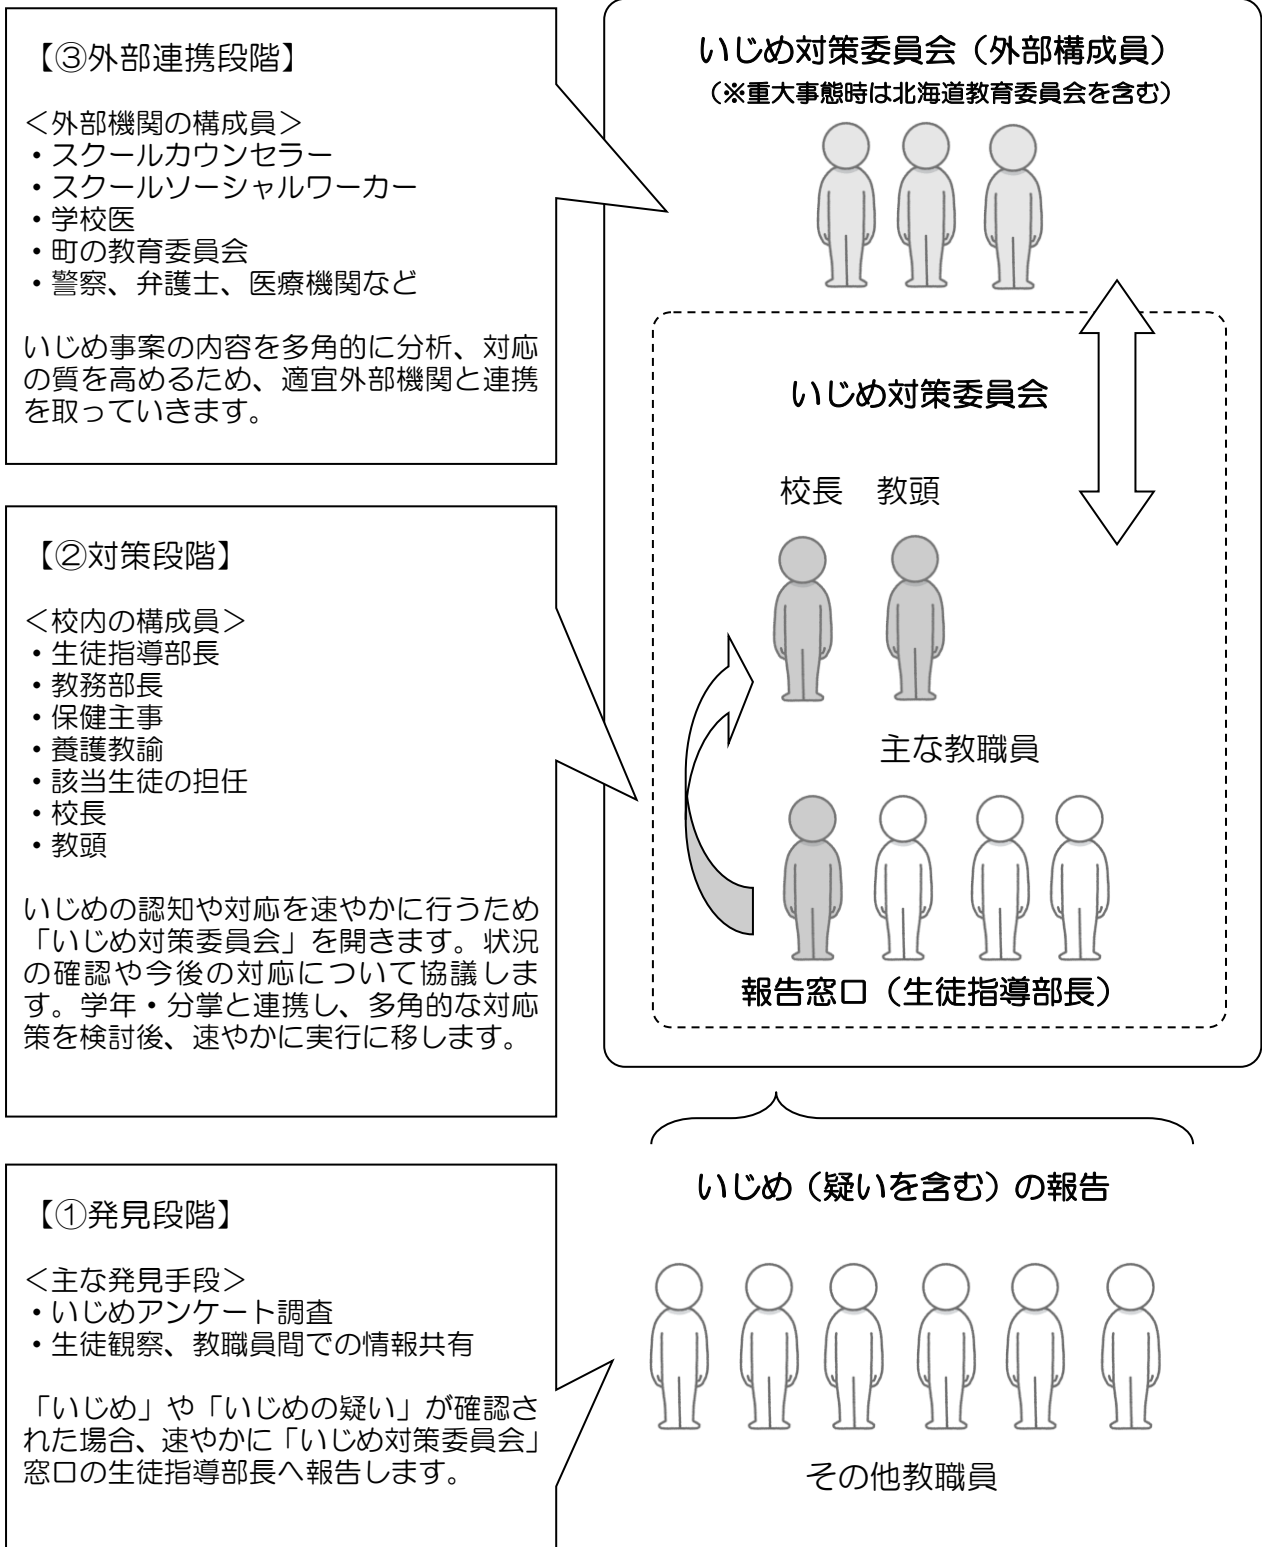 【③外部連携段階】
＜外部機関の構成員＞
・スクールカウンセラー
・スクールソーシャルワーカー
・学校医
・町の教育委員会
・警察、弁護士、医療機関など
いじめ事案の内容を多角的に分析、対応
の質を高めるため、適宜外部機関と連携
を取っていきます。
いじめ対策委員会（外部構成員）
（※重大事態時は北海道教育委員会を含む）
いじめ対策委員会
校長　教頭
主な教職員
報告窓口（生徒指導部長）
【②対策段階】
＜校内の構成員＞
・生徒指導部長
・教務部長
・保健主事
・養護教諭
・該当生徒の担任
・校長
・教頭
いじめの認知や対応を速やかに行うため
「いじめ対策委員会」を開きます。状況
の確認や今後の対応について協議しま
す。学年・分掌と連携し、多角的な対応
策を検討後、速やかに実行に移します。
【①発見段階】
＜主な発見手段＞
・いじめアンケート調査
・生徒観察、教職員間での情報共有
「いじめ」や「いじめの疑い」が確認さ
れた場合、速やかに「いじめ対策委員会」
窓口の生徒指導部長へ報告します。
いじめ（疑いを含む）の報告
その他教職員